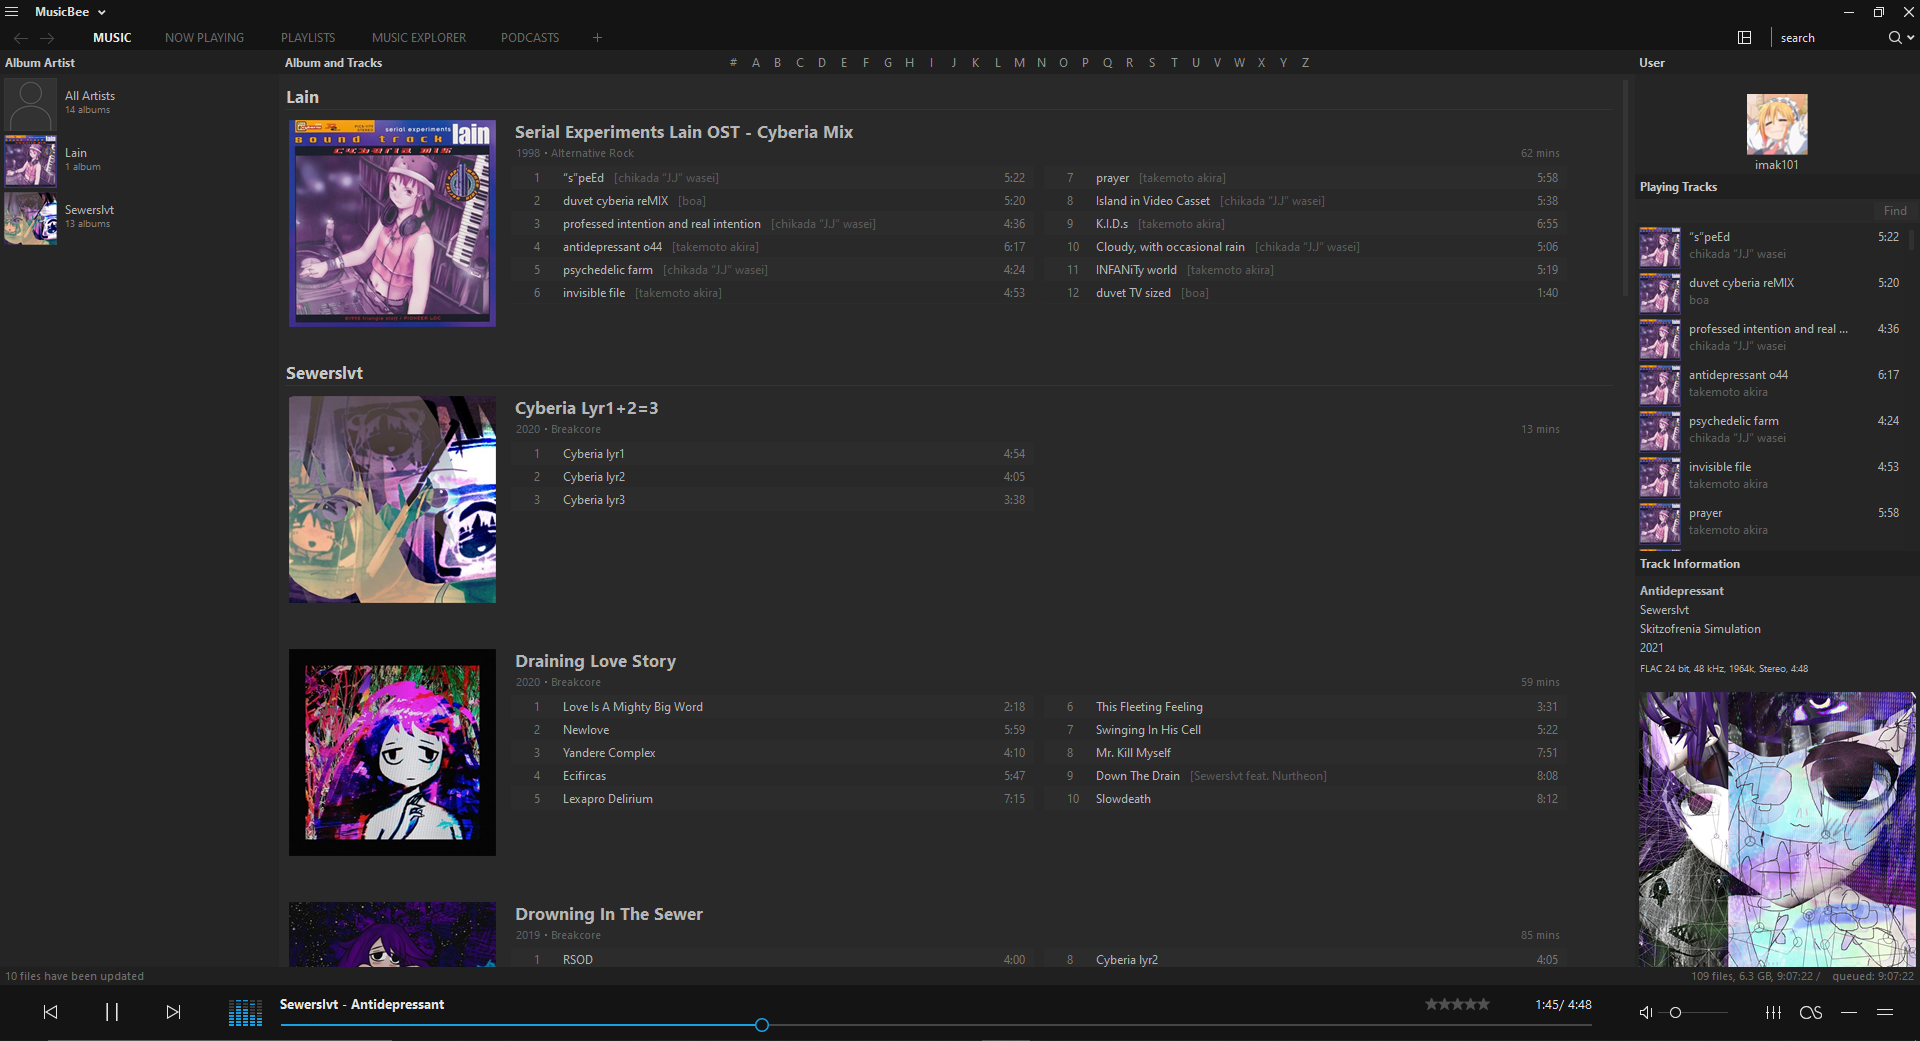 MusicBee
MUSIC NOW PLAYING PLAYLISTS MUSIC EXPLORER PODCASTS +
search
Album Artist
All Artists
14 albums
Lain
1 album
Sewerslvt
13 albums
Album and Tracks
# A B C D E F G H I J K L M N O P Q R S T U V W X Y Z
Lain
serial experiments lain
sound track
Serial Experiments Lain OST - Cyberia Mix
1998 • Alternative Rock 62 mins
1 “s”peEd [chikada “J.J” wasei] 5:22
2 duvet cyberia reMIX [boa] 5:20
3 professed intention and real intention [chikada “J.J” wasei] 4:36
4 antidepressant o44 [takemoto akira] 6:17
5 psychedelic farm [chikada “J.J” wasei] 4:24
6 invisible file [takemoto akira] 4:53
7 prayer [takemoto akira] 5:58
8 Island in Video Casset [chikada “J.J” wasei] 5:38
9 K.I.D.s [takemoto akira] 6:55
10 Cloudy, with occasional rain [chikada “J.J” wasei] 5:06
11 INFANiTy world [takemoto akira] 5:19
12 duvet TV sized [boa] 1:40
Sewerslvt
Cyberia Lyr1+2=3
2020 • Breakcore 13 mins
1 Cyberia lyr1 4:54
2 Cyberia lyr2 4:05
3 Cyberia lyr3 3:38
Draining Love Story
2020 • Breakcore 59 mins
1 Love Is A Mighty Big Word 2:18
2 Newlove 5:59
3 Yandere Complex 4:10
4 Ecifircas 5:47
5 Lexapro Delirium 7:15
6 This Fleeting Feeling 3:31
7 Swinging In His Cell 5:22
8 Mr. Kill Myself 7:51
9 Down The Drain [Sewerslvt feat. Nurtheon] 8:08
10 Slowdeath 8:12
Drowning In The Sewer
2019 • Breakcore 85 mins
1 RSOD 4:00
8 Cyberia lyr2 4:05
User
imak101
Playing Tracks
Find
“s”peEd 5:22
chikada “J.J” wasei
duvet cyberia reMIX 5:20
boa
professed intention and real ... 4:36
chikada “J.J” wasei
antidepressant o44 6:17
takemoto akira
psychedelic farm 4:24
chikada “J.J” wasei
invisible file 4:53
takemoto akira
prayer 5:58
takemoto akira
Track Information
Antidepressant
Sewerslvt
Skitzofrenia Simulation
2021
FLAC 24 bit, 48 kHz, 1964k, Stereo, 4:48
10 files have been updated
109 files, 6.3 GB, 9:07:22 / queued: 9:07:22
Sewerslvt - Antidepressant
1:45/ 4:48